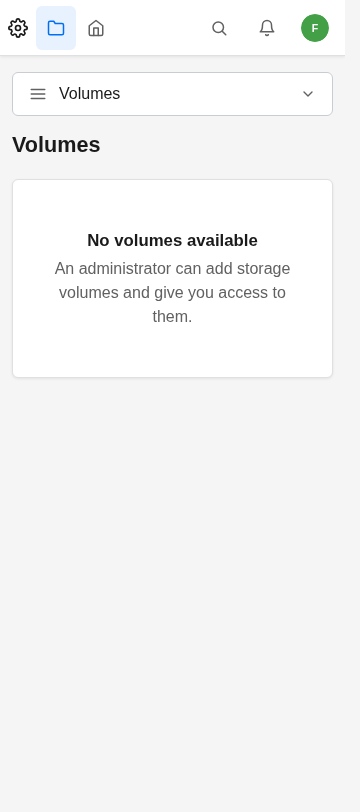 F
Volumes
Volumes
No volumes available
An administrator can add storage
volumes and give you access to
them.